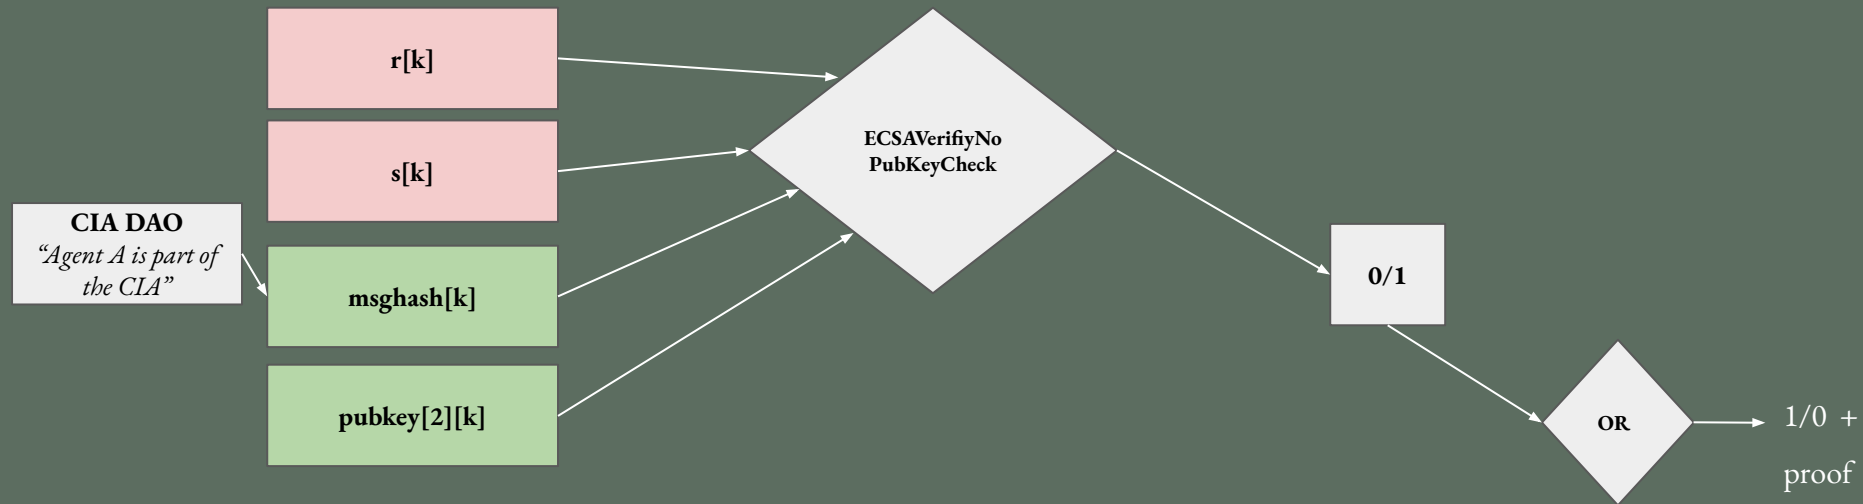 r[k]
s[k]
CIA DAO
“Agent A is part of
the CIA”
msghash[k]
pubkey[2][k]
ECSAVerifiyNo
PubKeyCheck
0/1
OR
1/0 +
proof